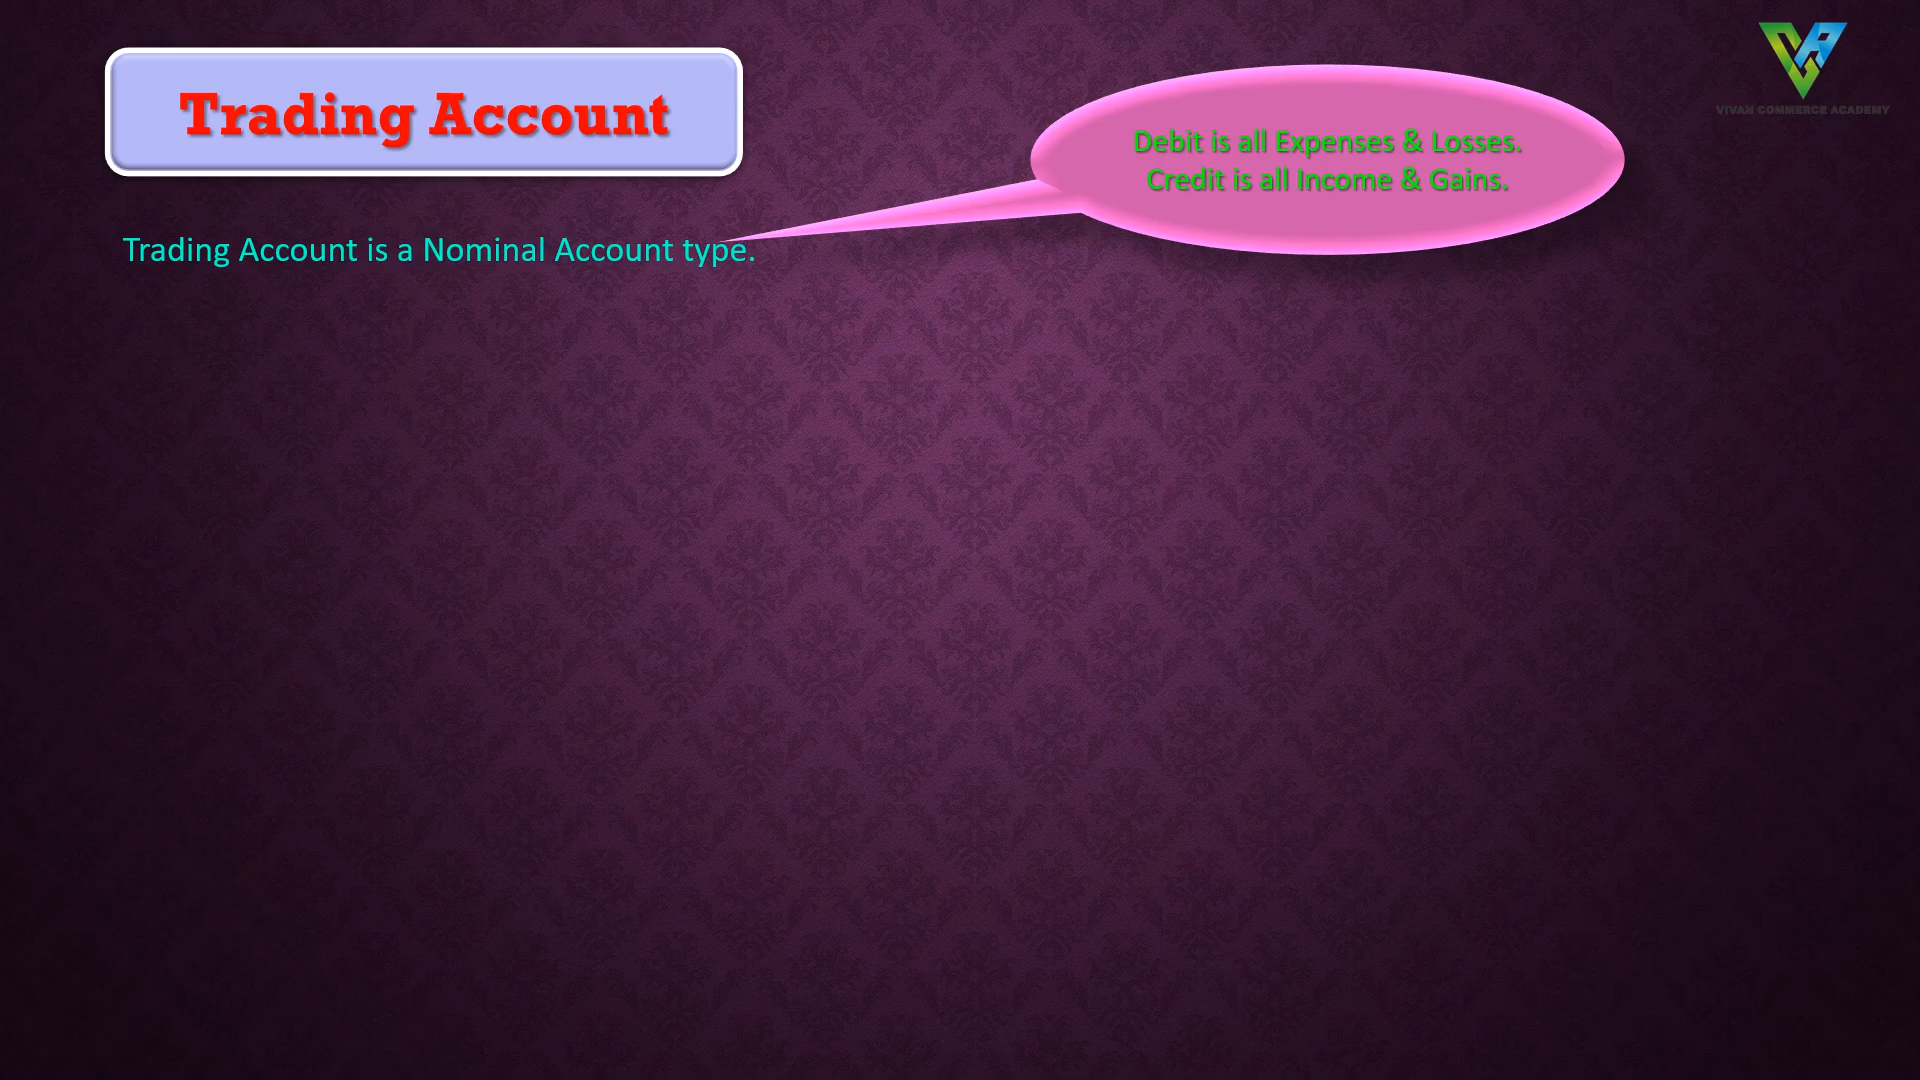 Trading Account
Debit is all Expenses & Losses.
Credit is all Income & Gains.
Trading Account is a Nominal Account type.
VIVAN COMMERCE ACADEMY